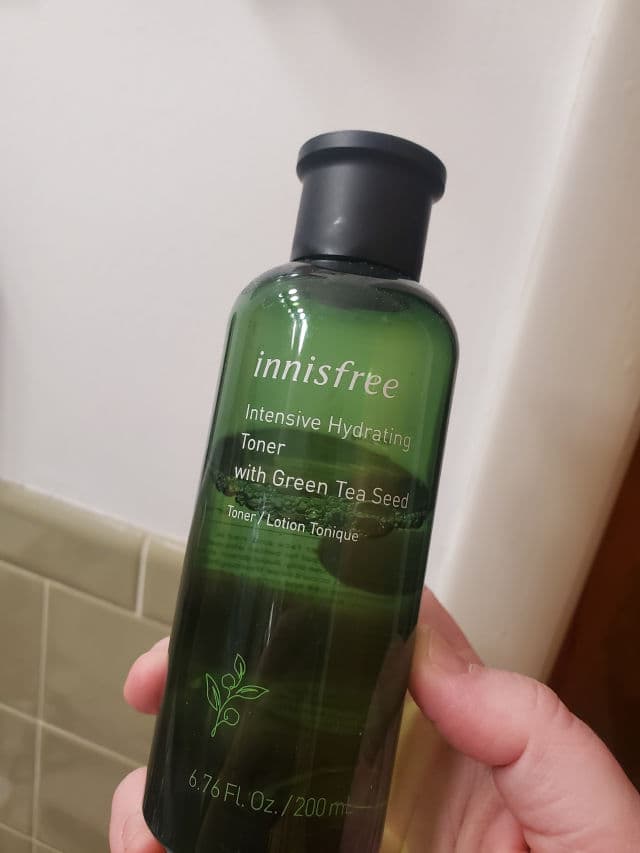 innisfree
Intensive Hydrating
Toner
with Green Tea Seed
Toner / Lotion Tonique
6.76 Fl. Oz. / 200 mL